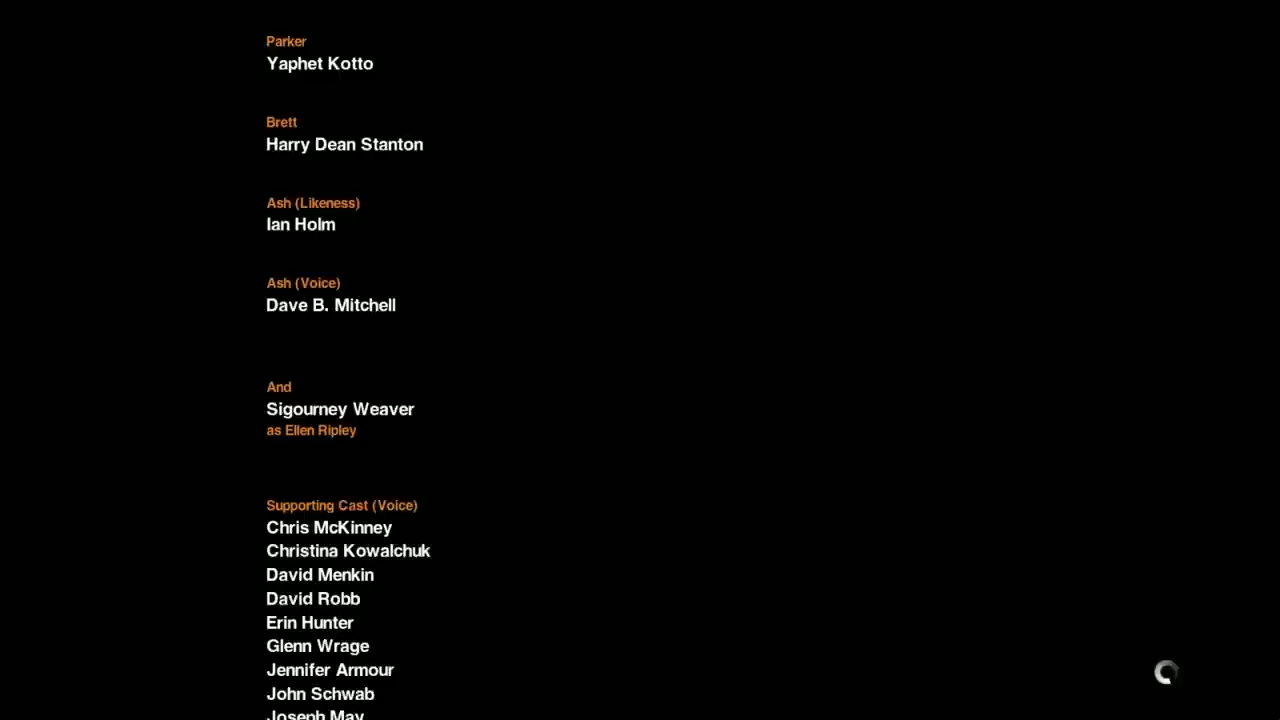 Parker
Yaphet Kotto
Brett
Harry Dean Stanton
Ash (Likeness)
Ian Holm
Ash (Voice)
Dave B. Mitchell
And
Sigourney Weaver
as Ellen Ripley
Supporting Cast (Voice)
Chris McKinney
Christina Kowalchuk
David Menkin
David Robb
Erin Hunter
Glenn Wrage
Jennifer Armour
John Schwab
Joseph May